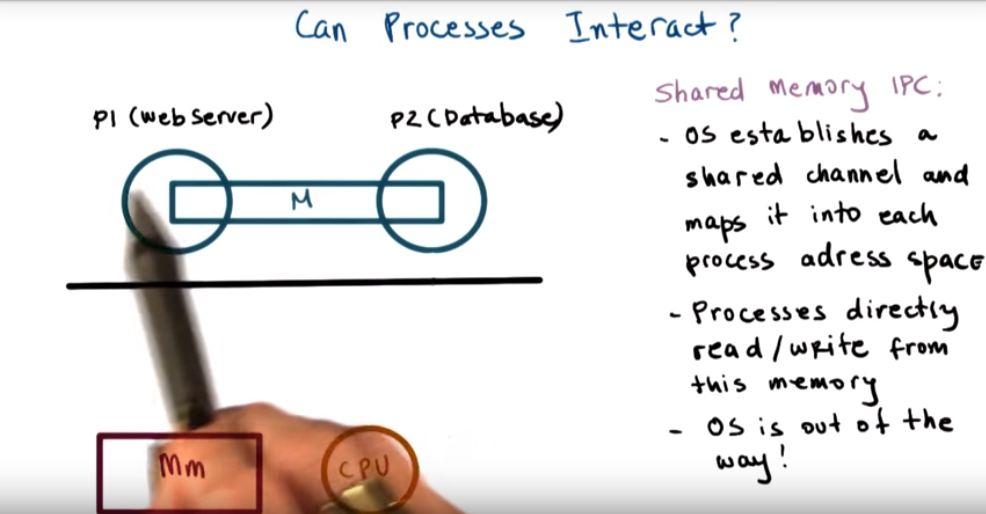 Can Processes Interact?
P1 (Web Server)
P2 (Database)
M
Mm
CPU
Shared Memory IPC:
- OS establishes a
shared channel and
maps it into each
process adress space
- Processes directly
read/write from
this memory
- OS is out of the
way!